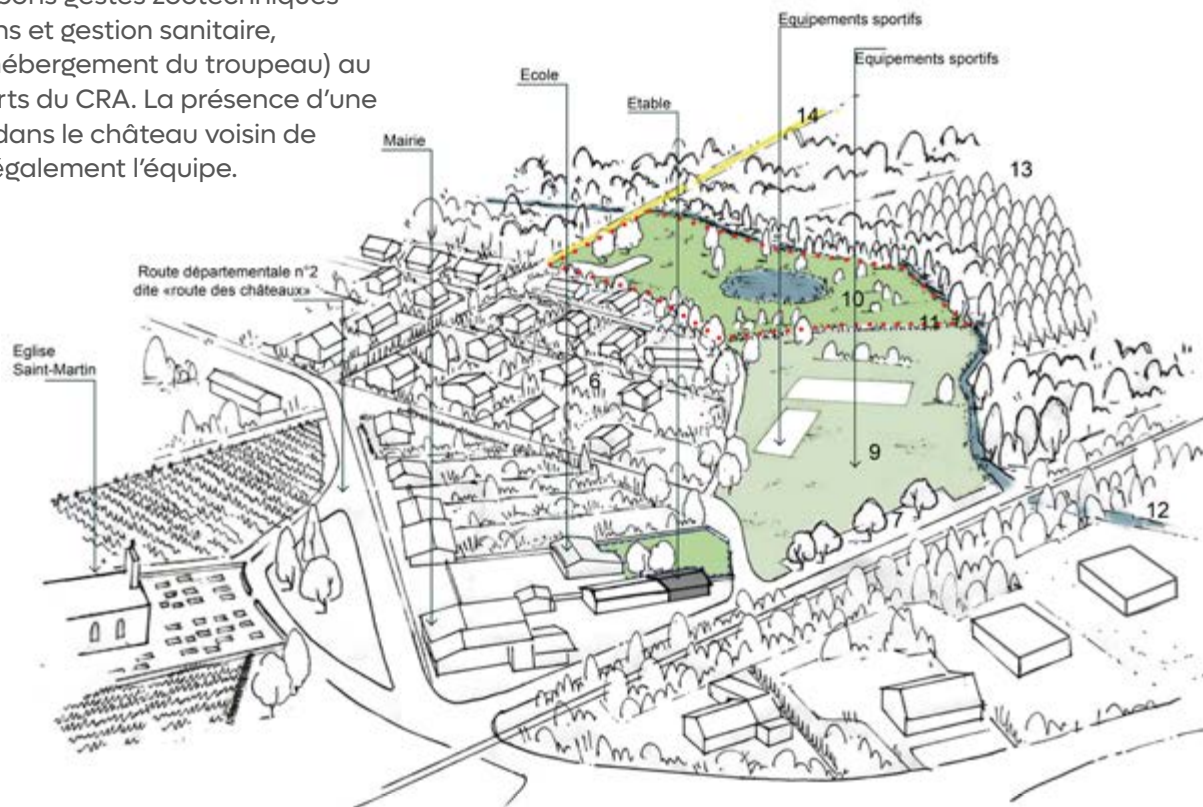 bons gestes zootechniques
ns et gestion sanitaire,
hébergement du troupeau) au
rts du CRA. La présence d'une
dans le château voisin de
également l'équipe.
Equipements sportifs
Equipements sportifs
Ecole
Etable
Mairie
14
13
Route départementale n°2
dite «route des châteaux»
10
11
Eglise
Saint-Martin
6
9
7
12